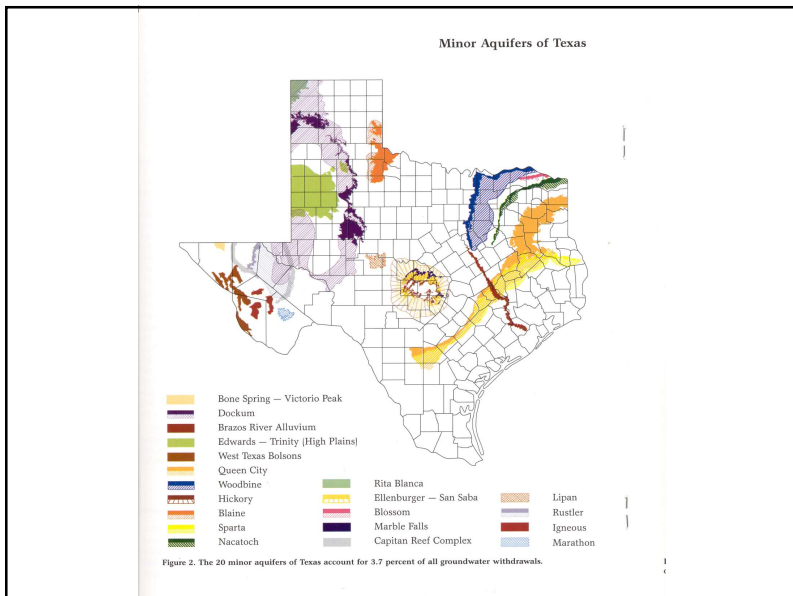 Minor Aquifers of Texas
Bone Spring — Victorio Peak
Dockum
Brazos River Alluvium
Edwards — Trinity (High Plains)
West Texas Bolsons
Queen City
Woodbine
Hickory
Blaine
Sparta
Nacatoch
Rita Blanca
Ellenburger — San Saba
Blossom
Marble Falls
Capitan Reef Complex
Lipan
Rustler
Igneous
Marathon
Figure 2. The 20 minor aquifers of Texas account for 3.7 percent of all groundwater withdrawals.